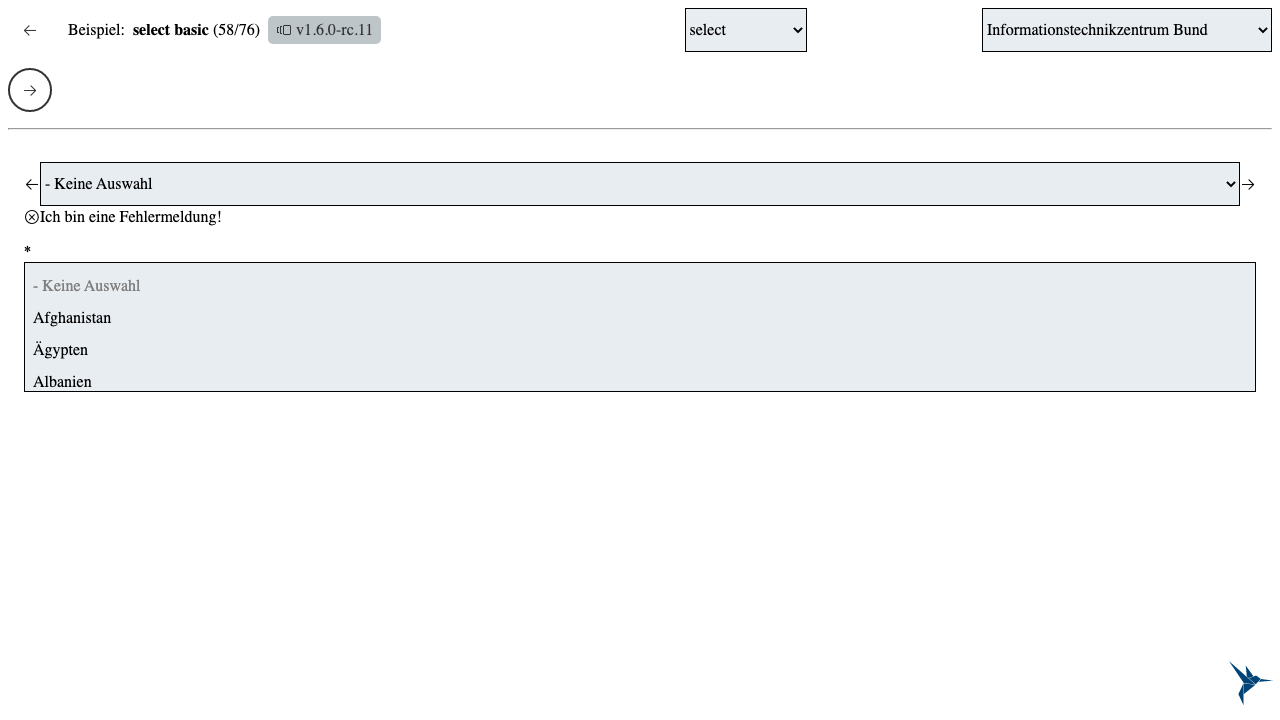 ← Beispiel: select basic (58/76) v1.6.0-rc.11 select Informationstechnikzentrum Bund
→
← - Keine Auswahl →
Ich bin eine Fehlermeldung!
*
- Keine Auswahl
Afghanistan
Ägypten
Albanien